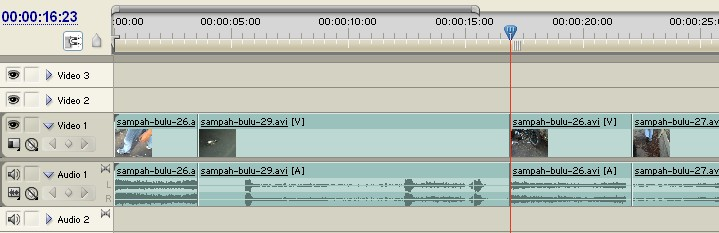 00:00:16:23
:00:00 00:00:05:00 00:00:10:00 00:00:15:00 00:00:20:00 00:00:25:
Video 3
Video 2
Video 1 sampah-bulu-26.a sampah-bulu-29.avi [V] sampah-bulu-26.avi [V] sampah-bulu-27.
Audio 1 sampah-bulu-26.a sampah-bulu-29.avi [A] sampah-bulu-26.avi [A] sampah-bulu-27.
L
R
Audio 2